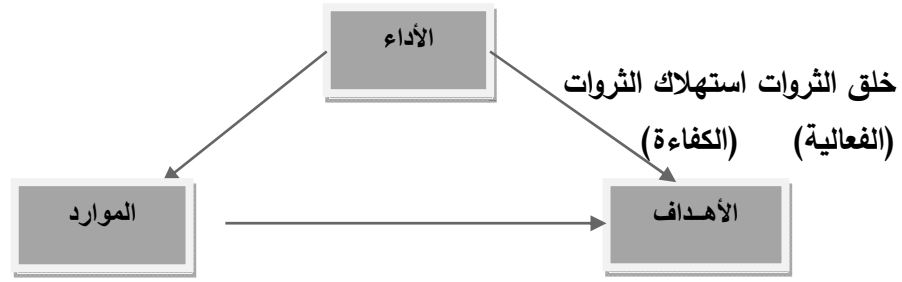 الأداء
خلق الثروات استهلاك الثروات
(الفعالية) (الكفاءة)
الأهـداف
الموارد